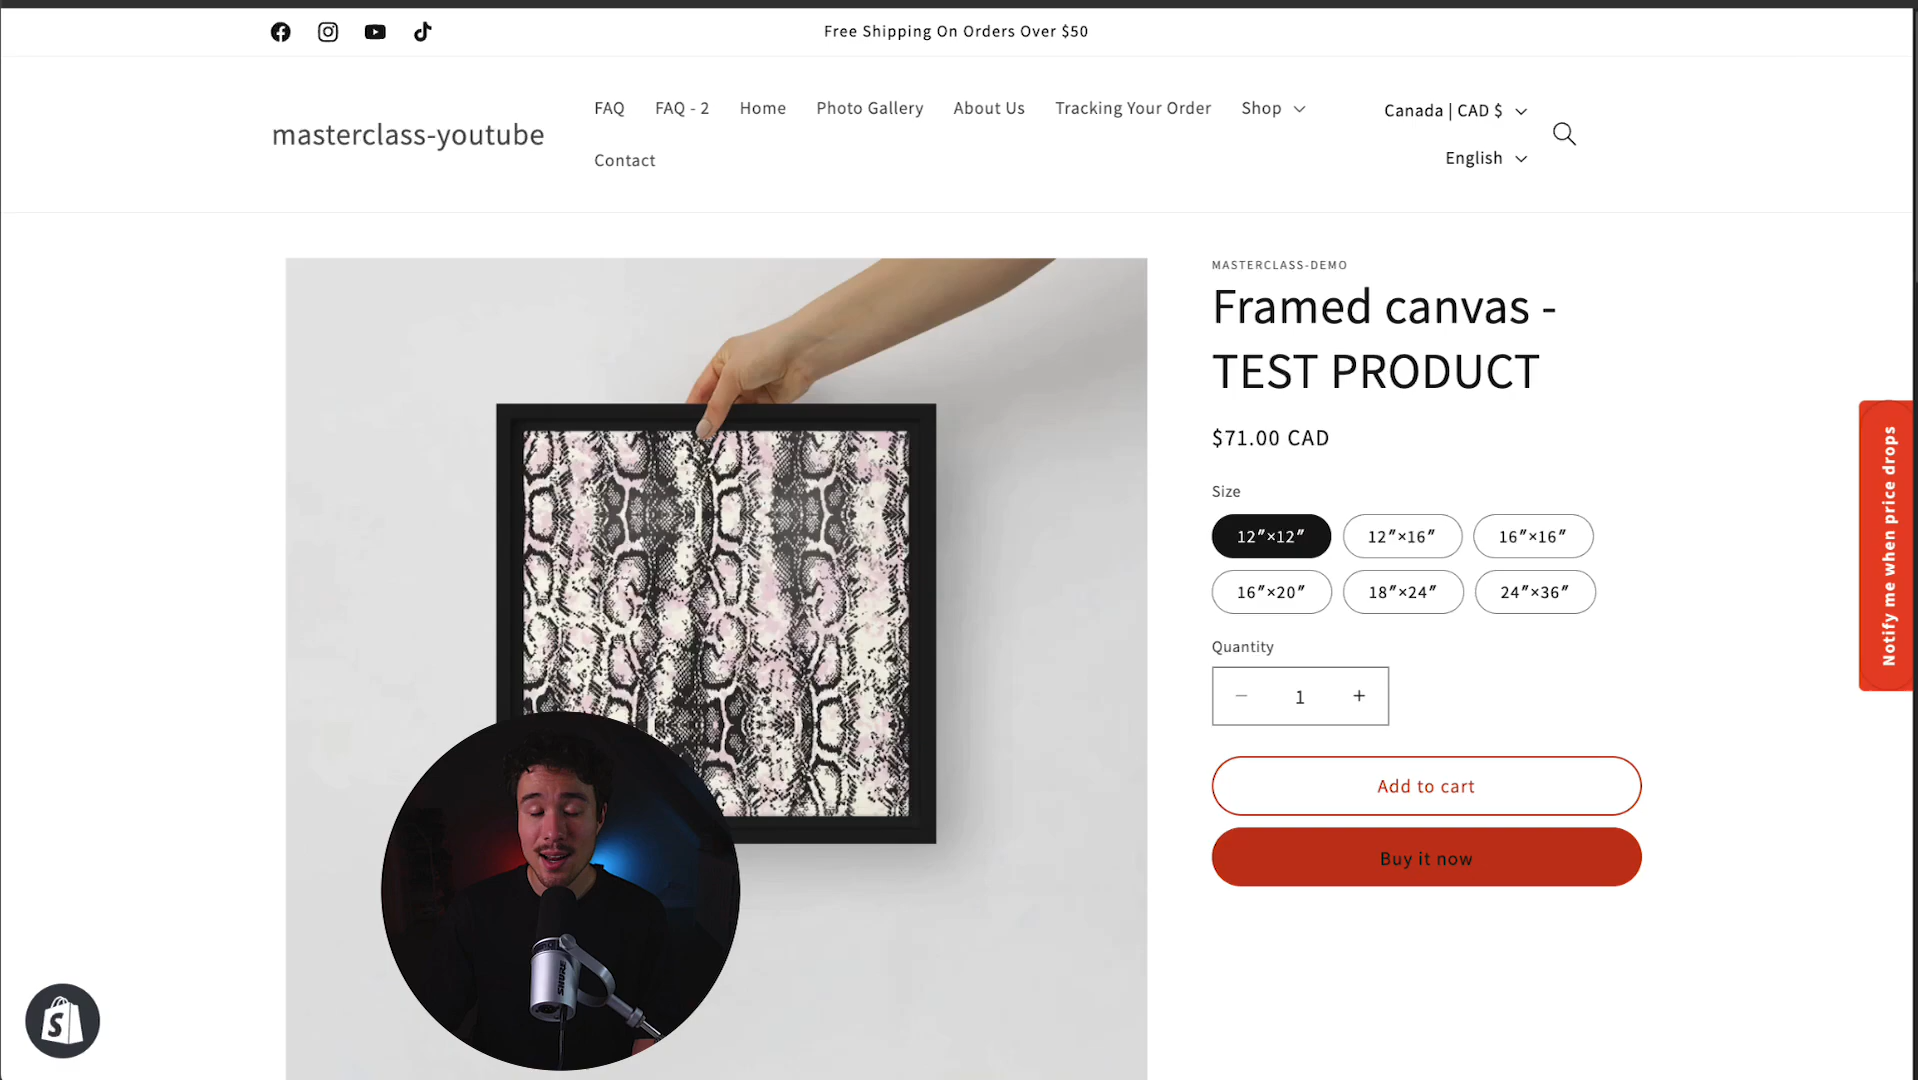 Free Shipping On Orders Over $50
masterclass-youtube
FAQ
FAQ - 2
Home
Photo Gallery
About Us
Tracking Your Order
Shop
Contact
Canada | CAD $
English
MASTERCLASS-DEMO
Framed canvas -
TEST PRODUCT
$71.00 CAD
Size
12″×12″
12″×16″
16″×16″
16″×20″
18″×24″
24″×36″
Quantity
1
Add to cart
Buy it now
Notify me when price drops
SHURE